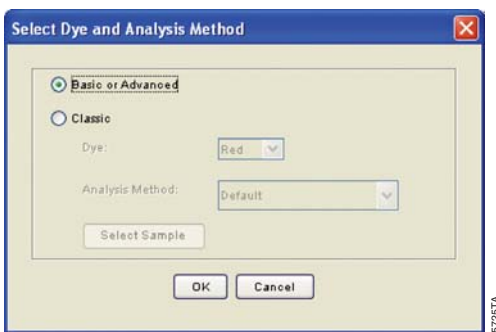 Select Dye and Analysis Method
Basic or Advanced
Classic
Dye: Red
Analysis Method: Default
Select Sample
OK Cancel